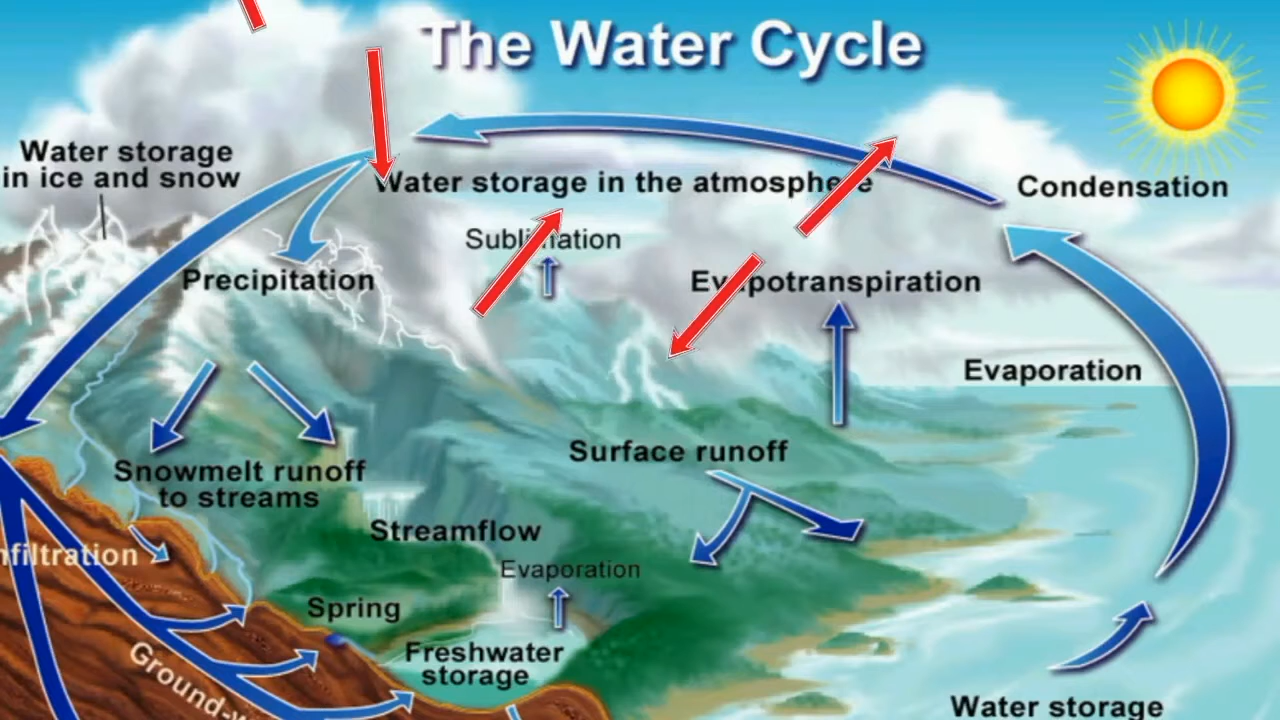 The Water Cycle
Water storage
in ice and snow
Water storage in the atmosphere
Condensation
Sublimation
Precipitation
Evapotranspiration
Evaporation
Surface runoff
Snowmelt runoff
to streams
Streamflow
nfiltration
Evaporation
Spring
Freshwater
storage
Ground-w
Water storage